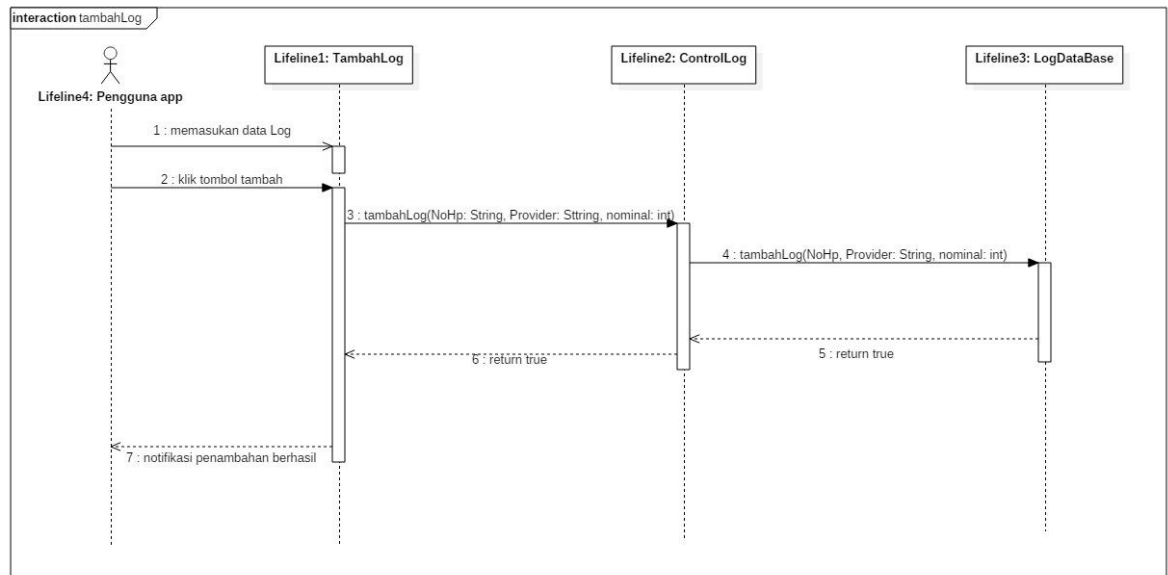 interaction tambahLog
Lifeline1: TambahLog
Lifeline2: ControlLog
Lifeline3: LogDataBase
Lifeline4: Pengguna app
1 : memasukan data Log
2 : klik tombol tambah
3 : tambahLog(NoHp: String, Provider: Sttring, nominal: int)
4 : tambahLog(NoHp, Provider: String, nominal: int)
5 : return true
6 : return true
7 : notifikasi penambahan berhasil